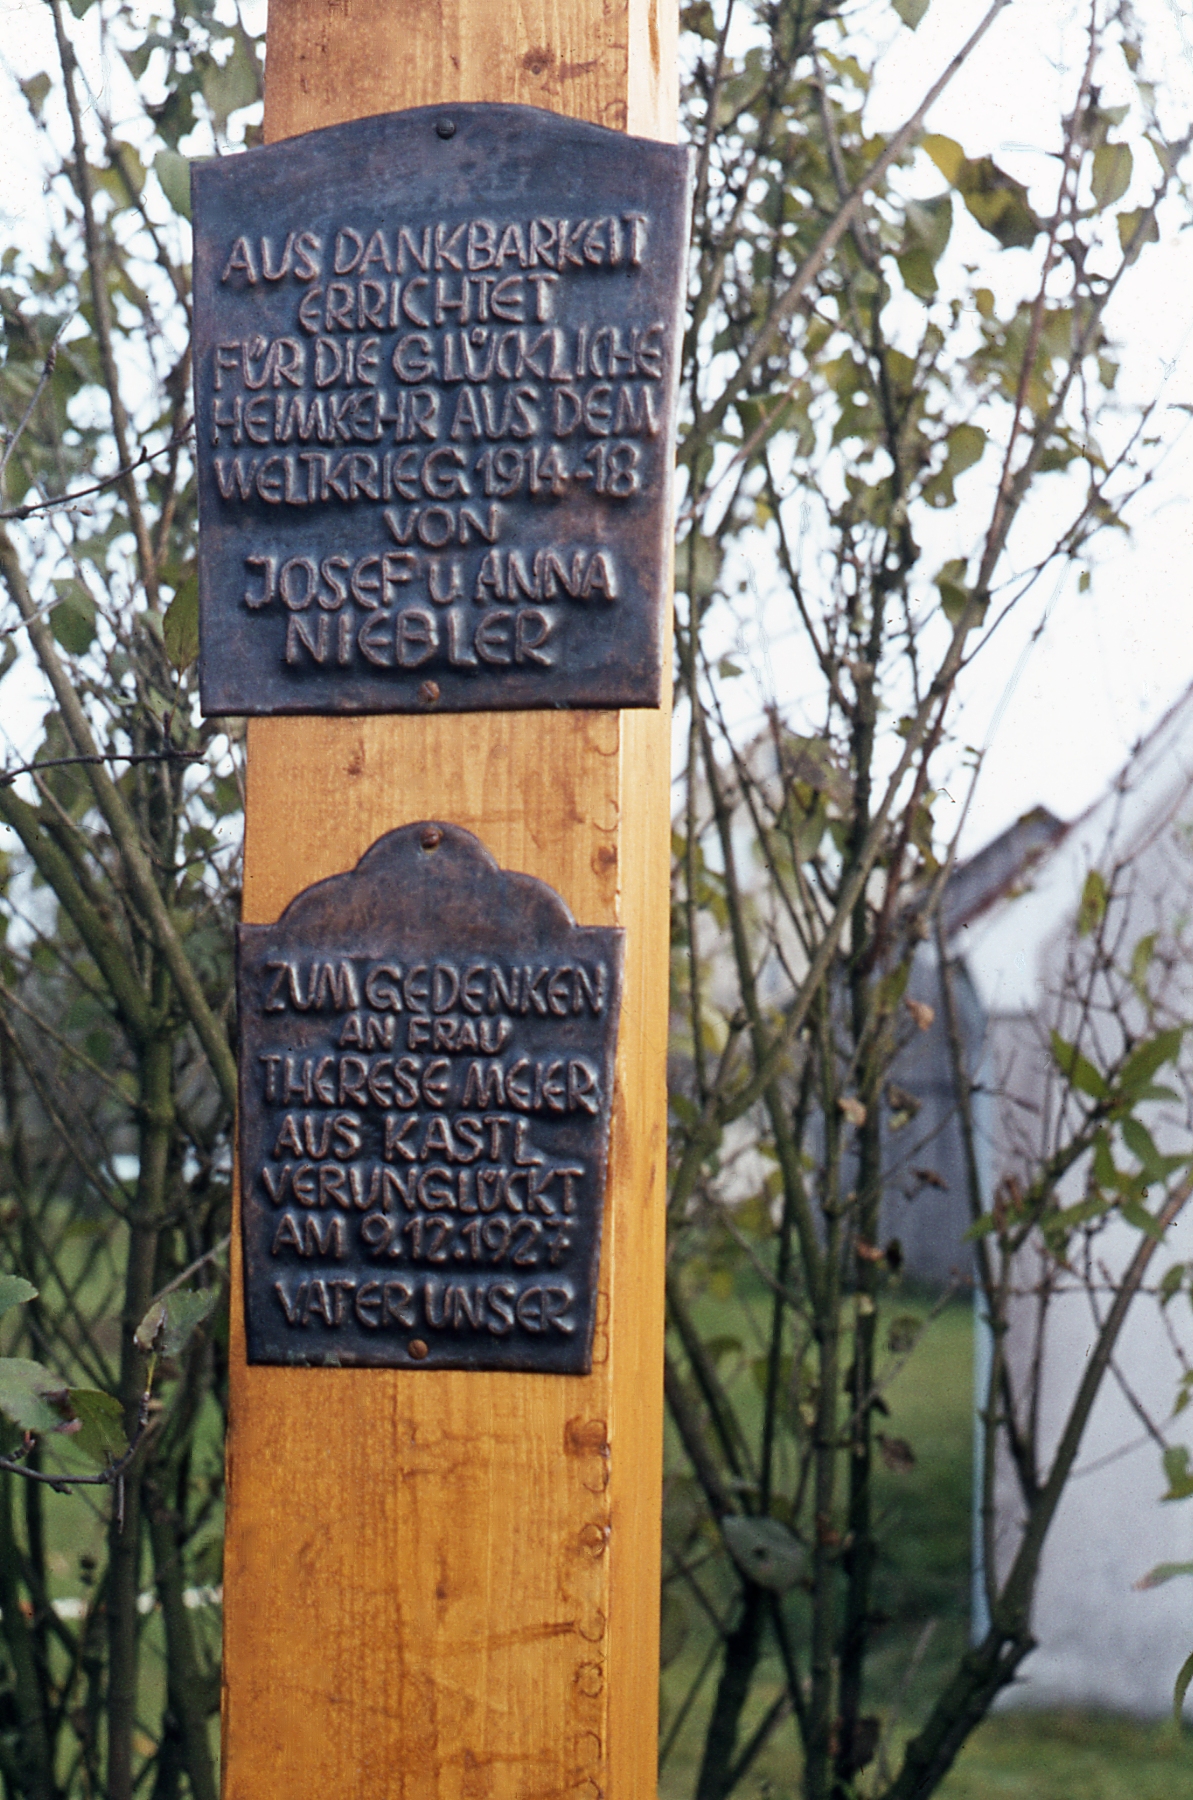 AUS DANKBARKEIT
ERRICHTET
FÜR DIE GLÜCKLICHE
HEIMKEHR AUS DEM
WELTKRIEG 1914-18
VON
JOSEF U ANNA
NIEBLER
ZUM GEDENKEN
AN FRAU
THERESE MEIER
AUS KASTL
VERUNGLÜCKT
AM 9.12.1927
VATER UNSER